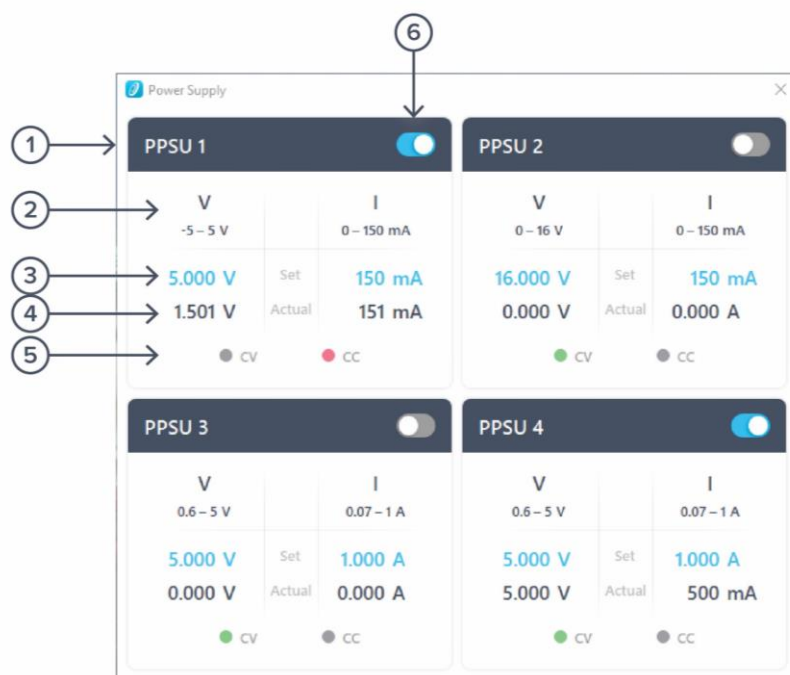 6
Power Supply
1
PPSU 1
PPSU 2
2
V I
-5 – 5 V 0 – 150 mA
V I
0 – 16 V 0 – 150 mA
3
5.000 V Set 150 mA
16.000 V Set 150 mA
4
1.501 V Actual 151 mA
0.000 V Actual 0.000 A
5
CV CC
CV CC
PPSU 3
PPSU 4
V I
0.6 – 5 V 0.07 – 1 A
V I
0.6 – 5 V 0.07 – 1 A
5.000 V Set 1.000 A
5.000 V Set 1.000 A
0.000 V Actual 0.000 A
5.000 V Actual 500 mA
CV CC
CV CC